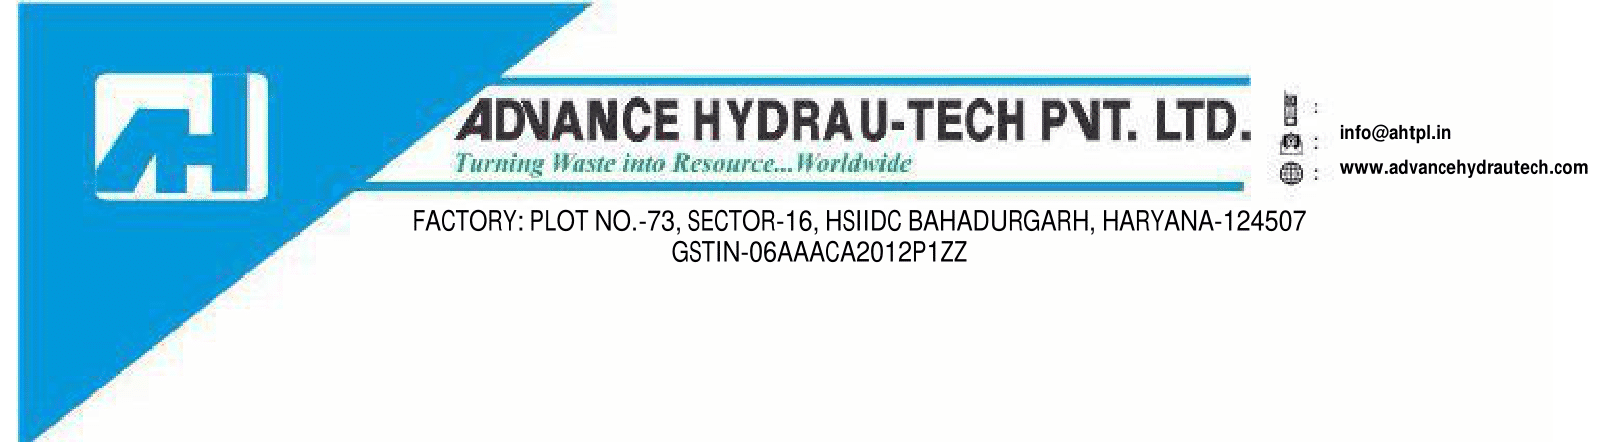 AH
ADVANCE HYDRAU-TECH PVT. LTD.
Turning Waste into Resource...Worldwide
:
: info@ahtpl.in
: www.advancehydrautech.com
FACTORY: PLOT NO.-73, SECTOR-16, HSIIDC BAHADURGARH, HARYANA-124507
GSTIN-06AAACA2012P1ZZ